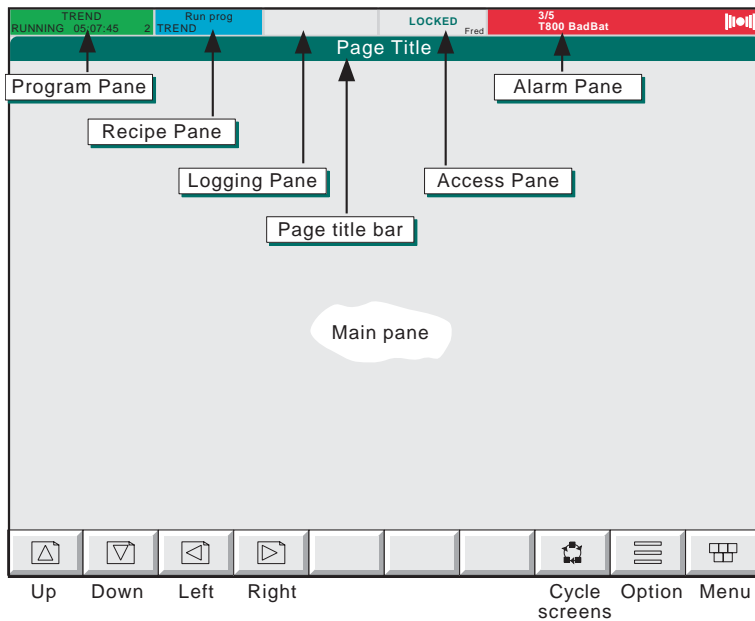 TREND
RUNNING 05:07:45 2
Run prog
TREND
LOCKED
Fred
3/5
T800 BadBat
Page Title
Program Pane
Alarm Pane
Recipe Pane
Logging Pane
Access Pane
Page title bar
Main pane
Up Down Left Right Cycle screens Option Menu